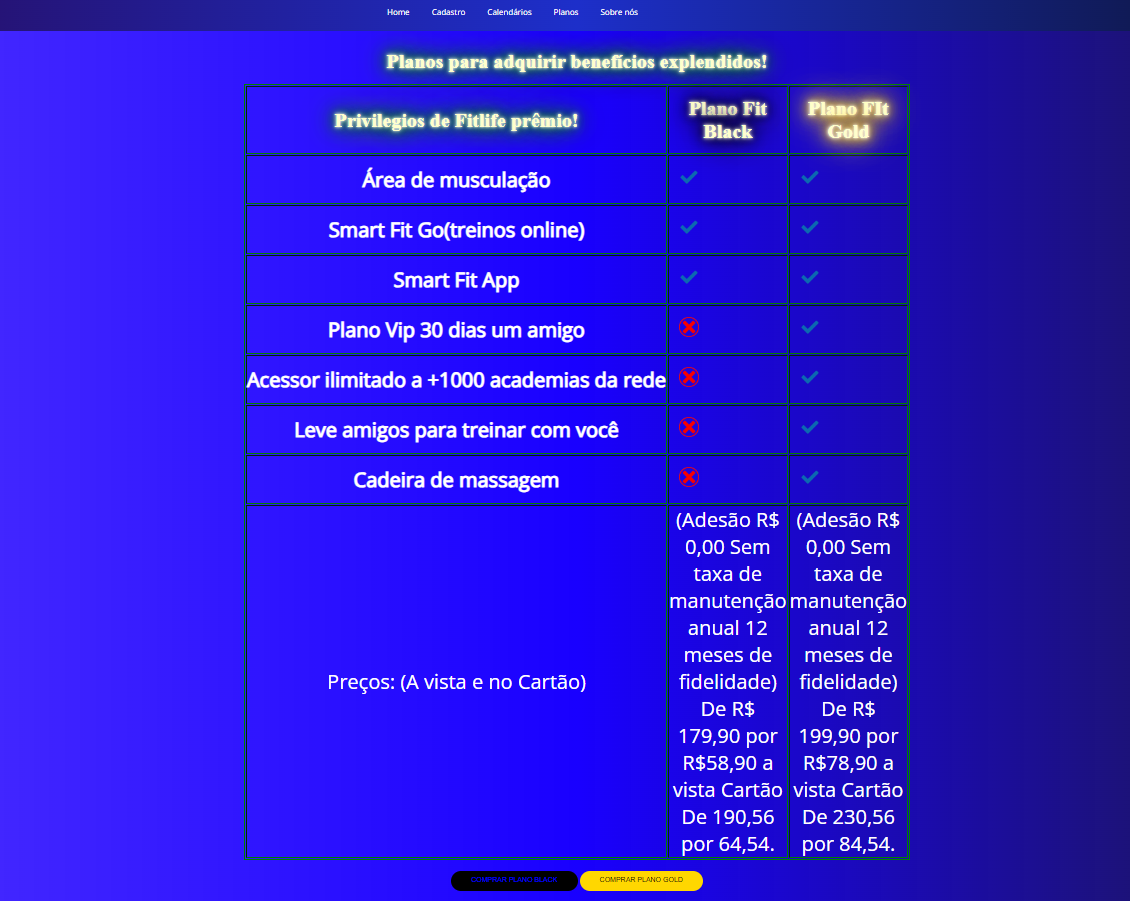 Home Cadastro Calendários Planos Sobre nós
Planos para adquirir benefícios explendidos!
Privilegios de Fitlife prêmio!
Plano Fit
Black
Plano FIt
Gold
Área de musculação
Smart Fit Go(treinos online)
Smart Fit App
Plano Vip 30 dias um amigo
Acessor ilimitado a +1000 academias da rede
Leve amigos para treinar com você
Cadeira de massagem
Preços: (A vista e no Cartão)
(Adesão R$
0,00 Sem
taxa de
manutenção
anual 12
meses de
fidelidade)
De R$
179,90 por
R$58,90 a
vista Cartão
De 190,56
por 64,54.
(Adesão R$
0,00 Sem
taxa de
manutenção
anual 12
meses de
fidelidade)
De R$
199,90 por
R$78,90 a
vista Cartão
De 230,56
por 84,54.
COMPRAR PLANO BLACK
COMPRAR PLANO GOLD